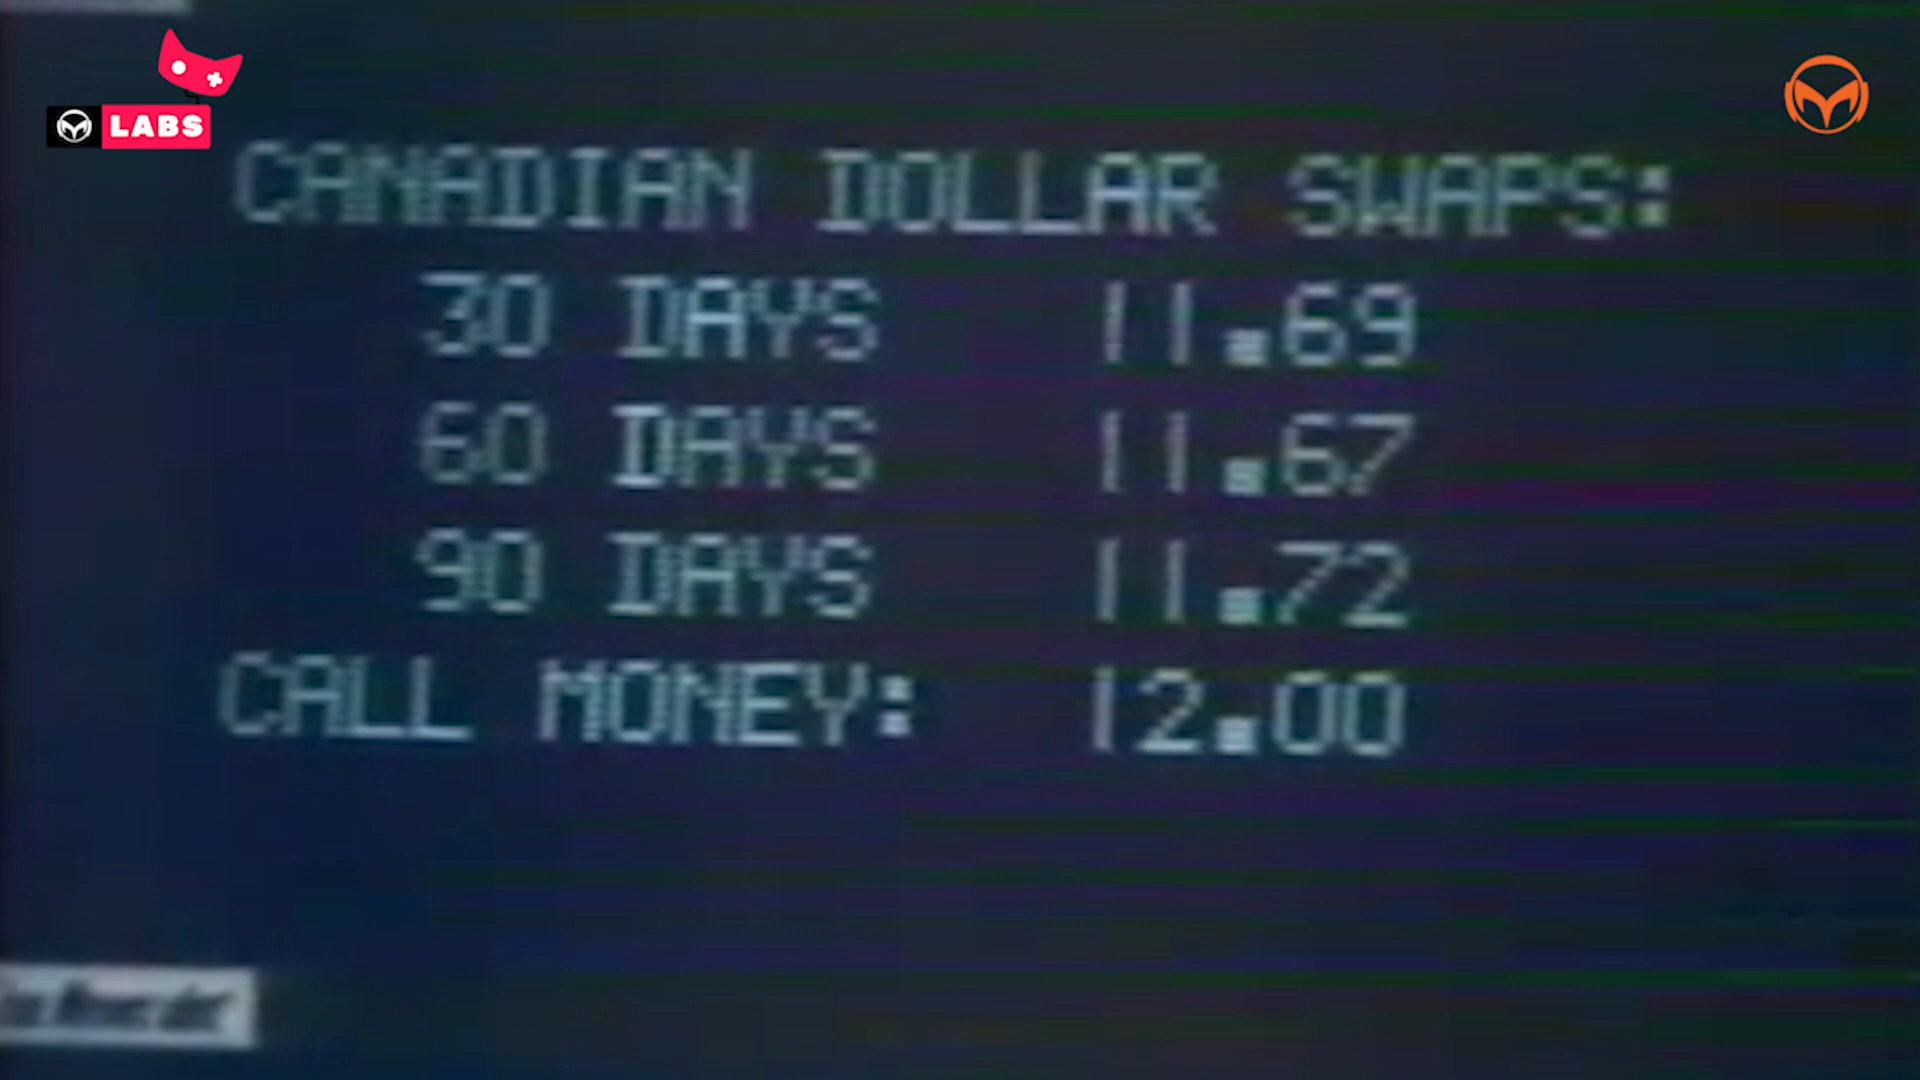 LABS
CANADIAN DOLLAR SWAPS:
30 DAYS 11.69
60 DAYS 11.67
90 DAYS 11.72
CALL MONEY: 12.00